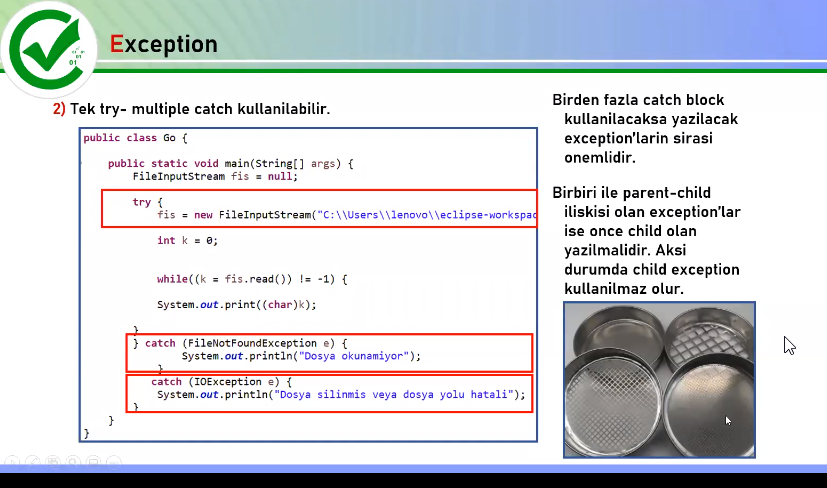 Exception
2) Tek try- multiple catch kullanilabilir.
public class Go {
public static void main(String[] args) {
FileInputStream fis = null;
try {
fis = new FileInputStream("C:\\Users\\lenovo\\eclipse-workspac
int k = 0;
while((k = fis.read()) != -1) {
System.out.print((char)k);
}
} catch (FileNotFoundException e) {
System.out.println("Dosya okunamiyor");
}
catch (IOException e) {
System.out.println("Dosya silinmis veya dosya yolu hatali");
}
}
}
Birden fazla catch block
kullanilacaksa yazilacak
exception'larin sirasi
onemlidir.
Birbiri ile parent-child
iliskisi olan exception'lar
ise once child olan
yazilmalidir. Aksi
durumda child exception
kullanilmaz olur.